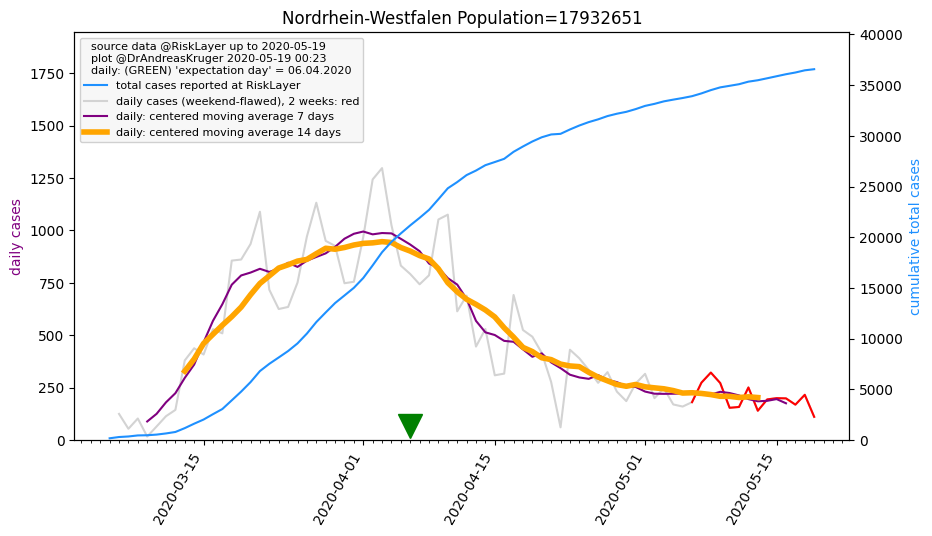 Nordrhein-Westfalen Population=17932651
source data @RiskLayer up to 2020-05-19
plot @DrAndreasKruger 2020-05-19 00:23
daily: (GREEN) 'expectation day' = 06.04.2020
total cases reported at RiskLayer
daily cases (weekend-flawed), 2 weeks: red
daily: centered moving average 7 days
daily: centered moving average 14 days
daily cases
1750
1500
1250
1000
750
500
250
0
40000
35000
30000
25000
20000
15000
10000
5000
0
cumulative total cases
2020-03-15
2020-04-01
2020-04-15
2020-05-01
2020-05-15